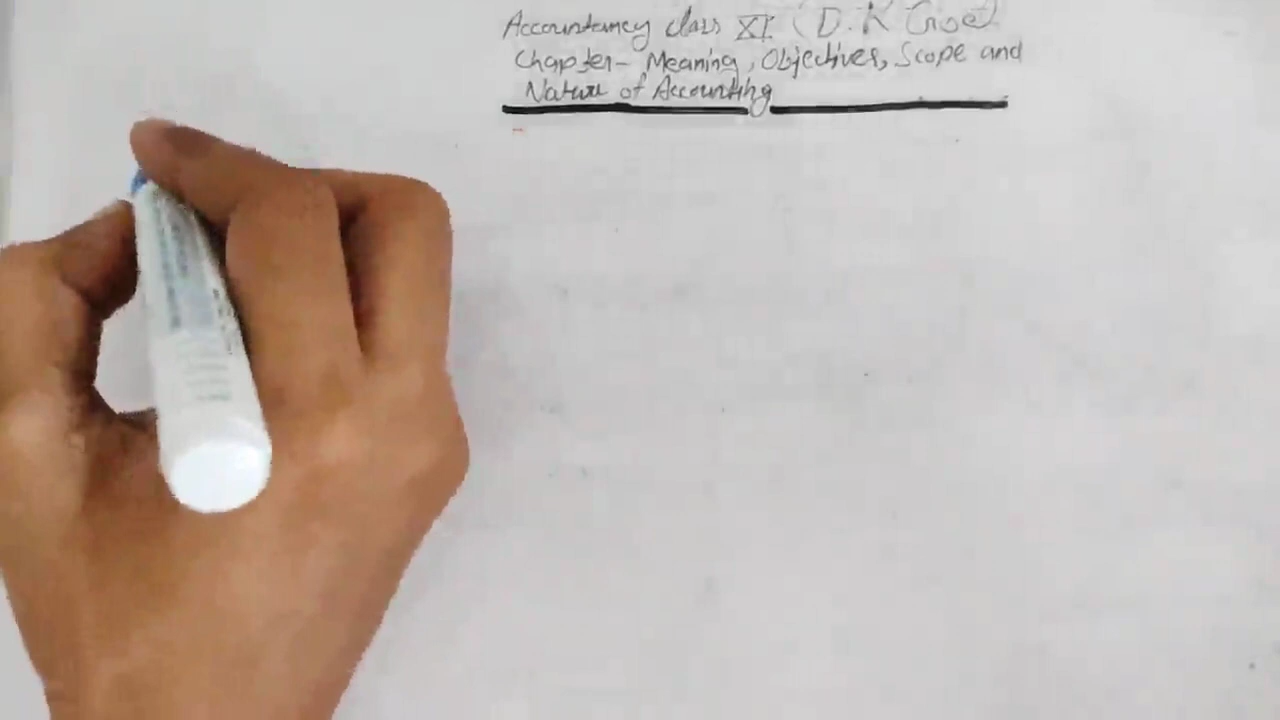 Accountancy class XI (D.K Goel)
Chapter- Meaning, Objectives, Scope and
Nature of Accounting